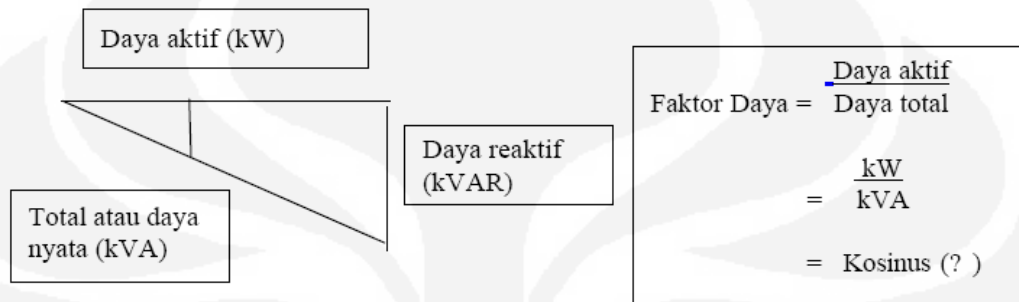 Daya aktif (kW)
Daya reaktif
(kVAR)
Total atau daya
nyata (kVA)
Daya aktif
Faktor Daya = Daya total
kW
= kVA
= Kosinus (? )